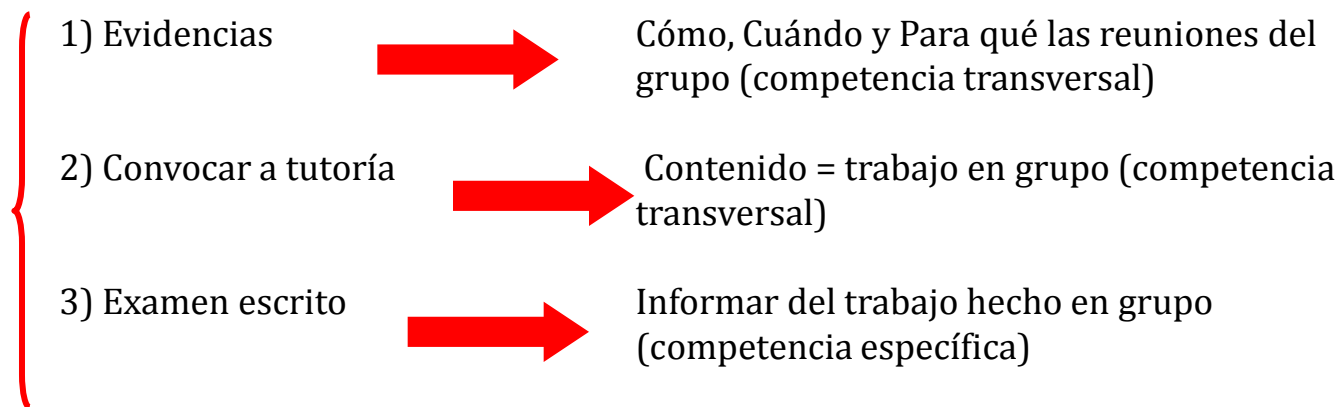 1) Evidencias
Cómo, Cuándo y Para qué las reuniones del
grupo (competencia transversal)
2) Convocar a tutoría
Contenido = trabajo en grupo (competencia
transversal)
3) Examen escrito
Informar del trabajo hecho en grupo
(competencia específica)